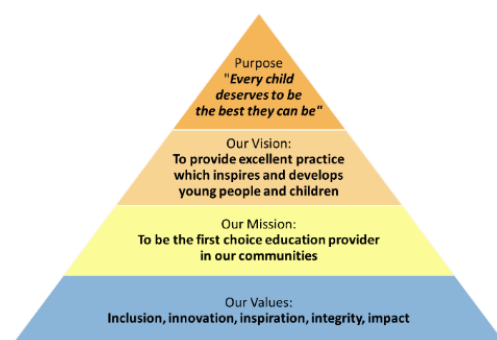 Purpose
"Every child
deserves to be
the best they can be"
Our Vision:
To provide excellent practice
which inspires and develops
young people and children
Our Mission:
To be the first choice education provider
in our communities
Our Values:
Inclusion, innovation, inspiration, integrity, impact